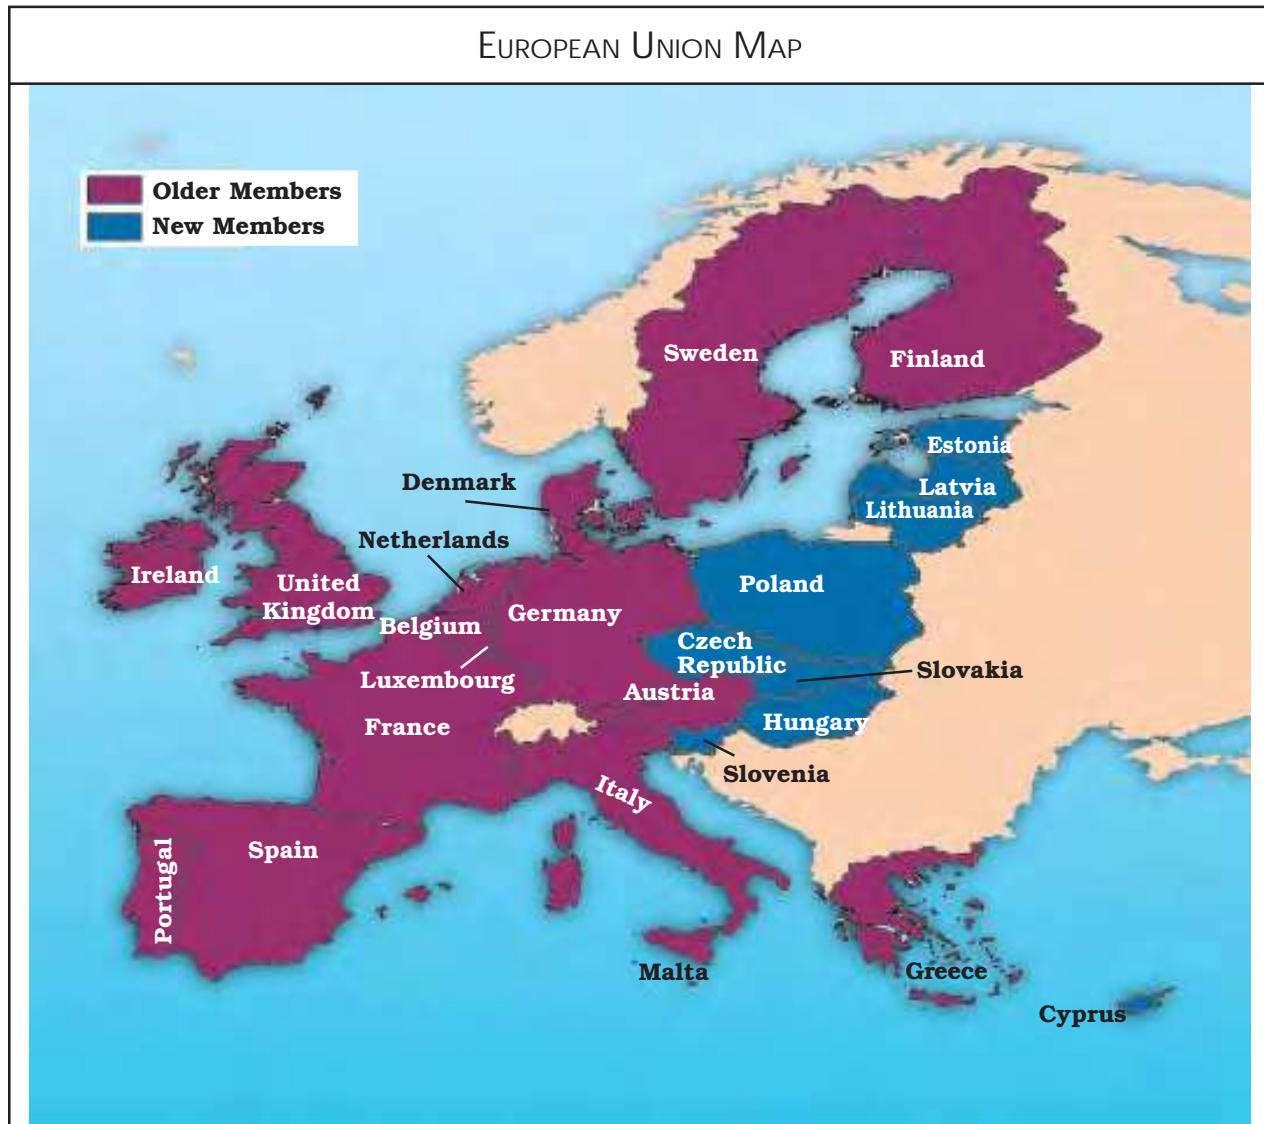 European Union Map
Older Members
New Members
Sweden
Finland
Estonia
Denmark
Latvia
Lithuania
Netherlands
Ireland
United
Kingdom
Poland
Germany
Belgium
Czech
Republic
Slovakia
Luxembourg
Austria
France
Hungary
Slovenia
Italy
Spain
Portugal
Malta
Greece
Cyprus